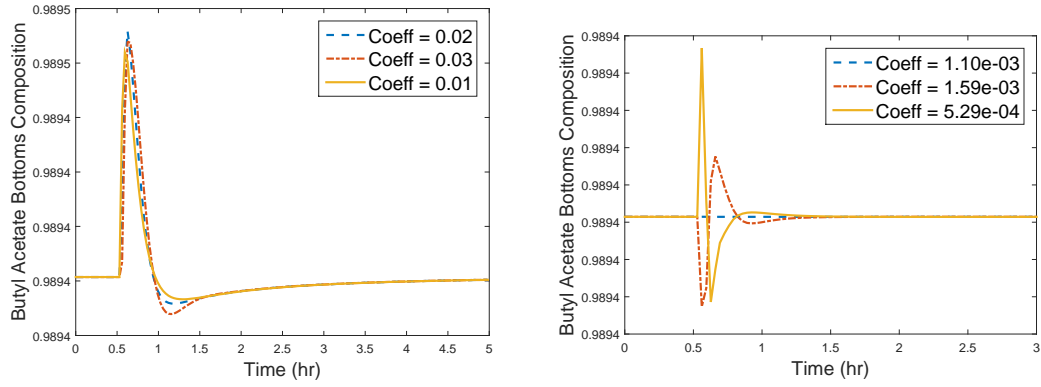 Butyl Acetate Bottoms Composition
0.9895
0.9895
0.9894
0.9894
0.9894
0.9894
0.9894
Coeff = 0.02
Coeff = 0.03
Coeff = 0.01
0 0.5 1 1.5 2 2.5 3 3.5 4 4.5 5
Time (hr)
Butyl Acetate Bottoms Composition
0.9894
0.9894
0.9894
0.9894
0.9894
0.9894
0.9894
Coeff = 1.10e-03
Coeff = 1.59e-03
Coeff = 5.29e-04
0 0.5 1 1.5 2 2.5 3
Time (hr)